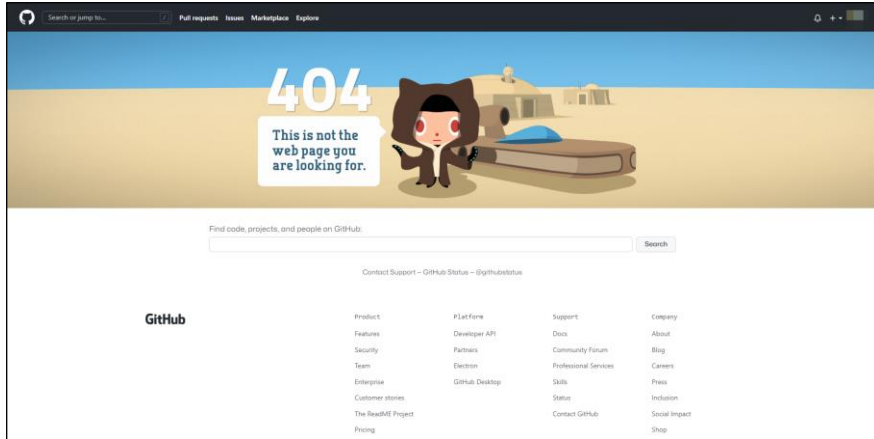 Search or jump to... /
Pull requests Issues Marketplace Explore
404
This is not the
web page you
are looking for.
Find code, projects, and people on GitHub:
Search
Contact Support — GitHub Status — @githubstatus
GitHub
Product
Features
Security
Team
Enterprise
Customer stories
The ReadME Project
Pricing
Platform
Developer API
Partners
Electron
GitHub Desktop
Support
Docs
Community Forum
Professional Services
Skills
Status
Contact GitHub
Company
About
Blog
Careers
Press
Inclusion
Social Impact
Shop